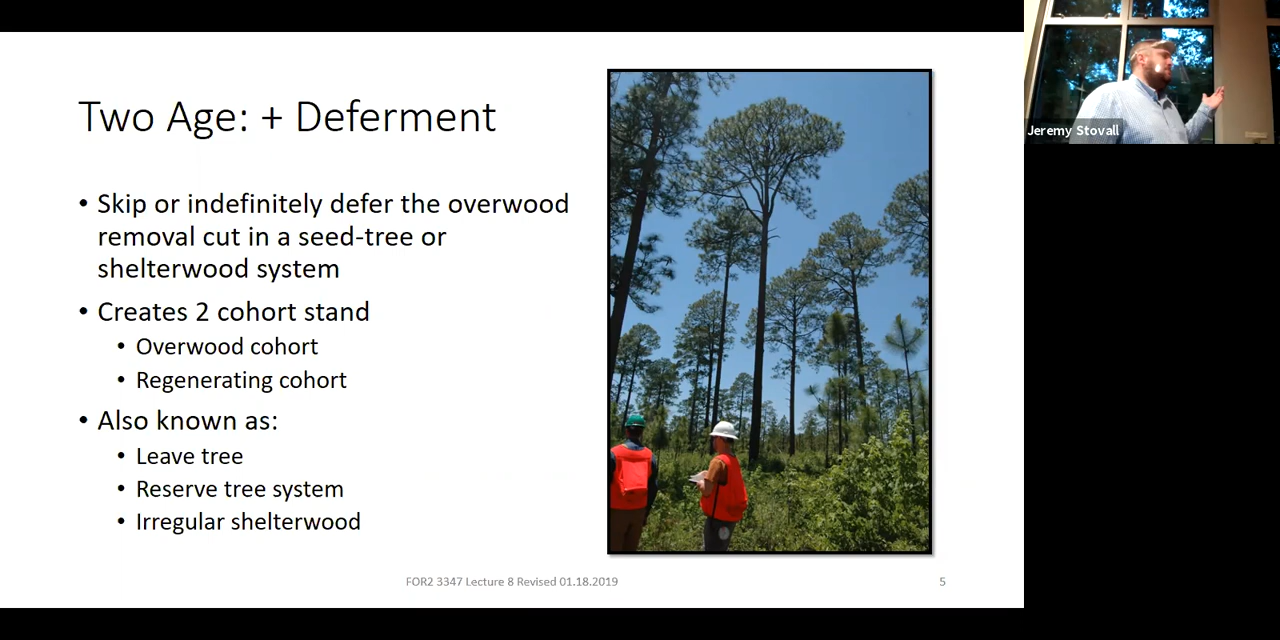 Two Age: + Deferment
• Skip or indefinitely defer the overwood
removal cut in a seed-tree or
shelterwood system
• Creates 2 cohort stand
• Overwood cohort
• Regenerating cohort
• Also known as:
• Leave tree
• Reserve tree system
• Irregular shelterwood
FOR2 3347 Lecture 8 Revised 01.18.2019
5
Jeremy Stovall